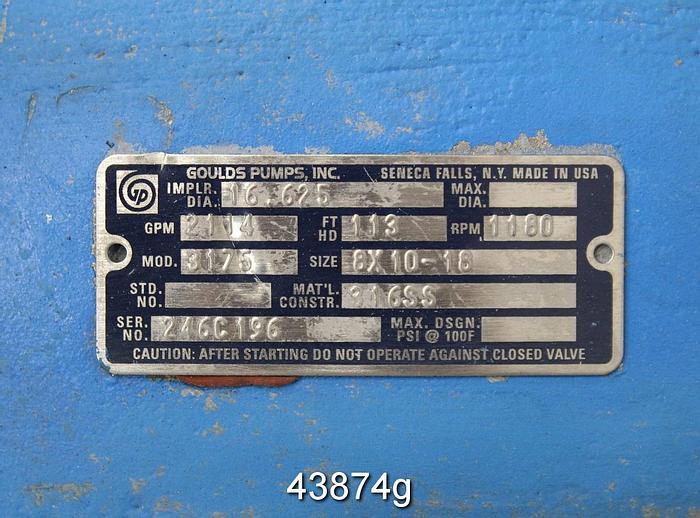 GOULDS PUMPS, INC. SENECA FALLS, N.Y. MADE IN USA
GP
IMPLR. DIA. 16.625 MAX. DIA.
GPM 2114 FT HD 113 RPM 1180
MOD. 3175 SIZE 8X10-18
STD. NO. MAT'L. CONSTR. 316SS
SER. NO. 246C196 MAX. DSGN. PSI @ 100F
CAUTION: AFTER STARTING DO NOT OPERATE AGAINST CLOSED VALVE
43874g